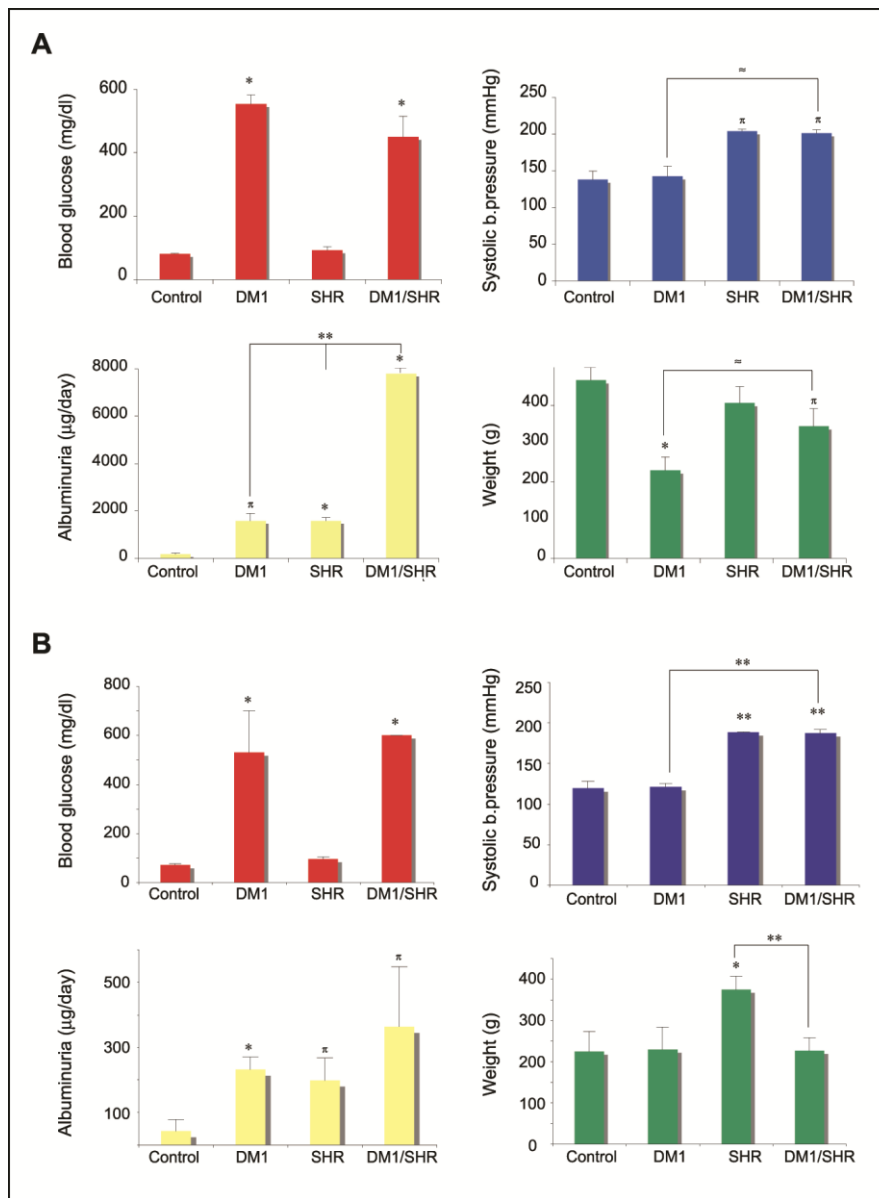 A
Blood glucose (mg/dl)
600
400
200
0
*
*
Control DM1 SHR DM1/SHR
Systolic b.pressure (mmHg)
250
200
150
100
50
0
≈
π
π
Control DM1 SHR DM1/SHR
Albuminuria (µg/day)
8000
6000
4000
2000
0
**
π
*
*
Control DM1 SHR DM1/SHR
Weight (g)
400
300
200
100
0
≈
*
π
Control DM1 SHR DM1/SHR
B
Blood glucose (mg/dl)
800
600
400
200
0
*
*
Control DM1 SHR DM1/SHR
Systolic b.pressure (mmHg)
250
200
150
100
50
0
**
**
**
Control DM1 SHR DM1/SHR
Albuminuria (µg/day)
500
300
100
*
π
π
Control DM1 SHR DM1/SHR
Weight (g)
400
300
200
100
0
**
*
Control DM1 SHR DM1/SHR